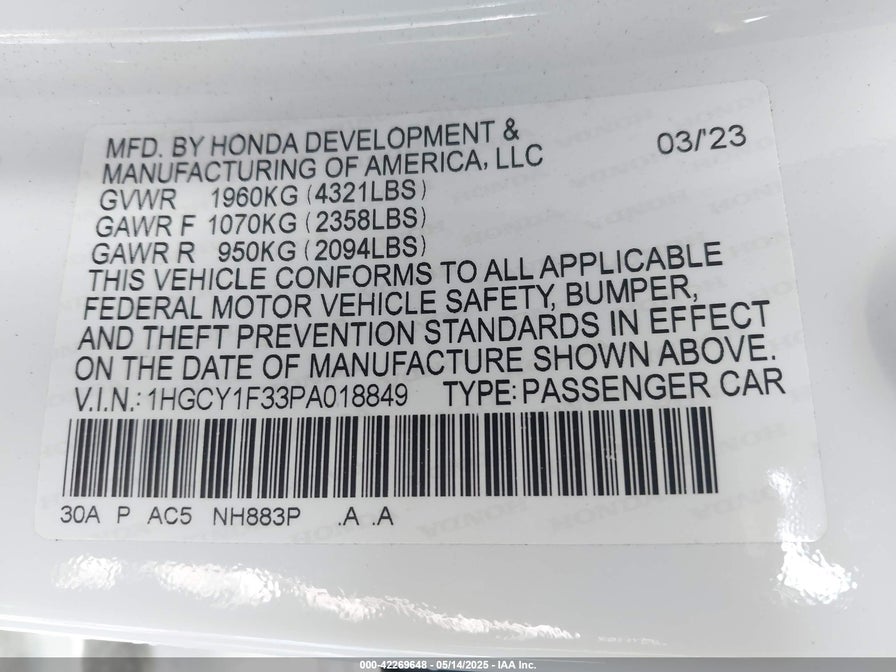 MFD. BY HONDA DEVELOPMENT & 03/'23
MANUFACTURING OF AMERICA, LLC
GVWR 1960KG (4321LBS)
GAWR F 1070KG (2358LBS)
GAWR R 950KG (2094LBS)
THIS VEHICLE CONFORMS TO ALL APPLICABLE
FEDERAL MOTOR VEHICLE SAFETY, BUMPER,
AND THEFT PREVENTION STANDARDS IN EFFECT
ON THE DATE OF MANUFACTURE SHOWN ABOVE.
V.I.N.: 1HGCY1F33PA018849 TYPE: PASSENGER CAR
30A P AC5 NH883P .A .A
000-42269648 - 05/14/2025 - IAA Inc.